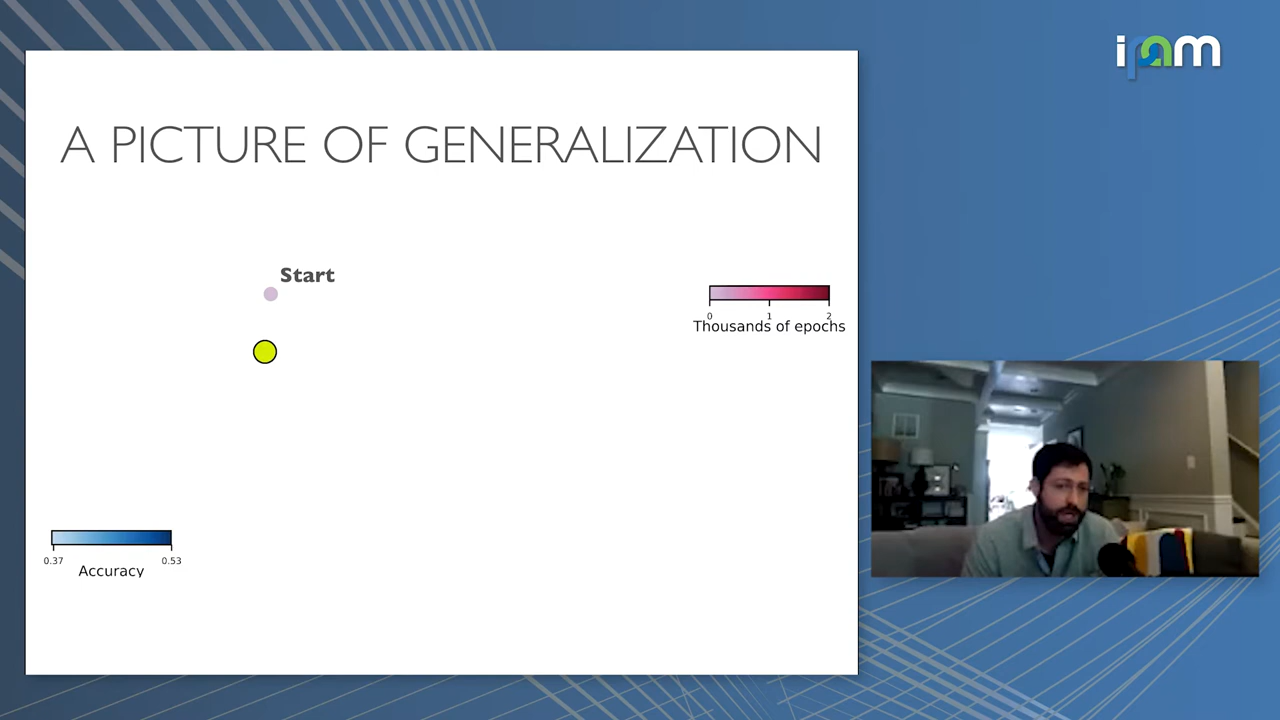 ipam
A PICTURE OF GENERALIZATION
Start
0 1 2
Thousands of epochs
0.37 0.53
Accuracy